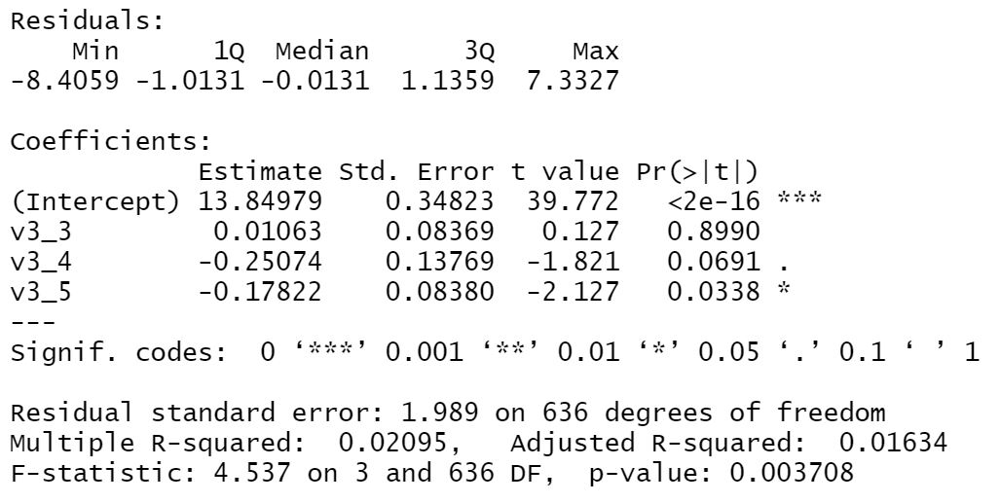 Residuals:
    Min      1Q  Median      3Q     Max
-8.4059 -1.0131 -0.0131  1.1359  7.3327

Coefficients:
            Estimate Std. Error t value Pr(>|t|)
(Intercept) 13.84979    0.34823  39.772   <2e-16 ***
v3_3         0.01063    0.08369   0.127   0.8990
v3_4        -0.25074    0.13769  -1.821   0.0691 .
v3_5        -0.17822    0.08380  -2.127   0.0338 *
---
Signif. codes:  0 ‘***’ 0.001 ‘**’ 0.01 ‘*’ 0.05 ‘.’ 0.1 ‘ ’ 1

Residual standard error: 1.989 on 636 degrees of freedom
Multiple R-squared:  0.02095,   Adjusted R-squared:  0.01634
F-statistic: 4.537 on 3 and 636 DF,  p-value: 0.003708